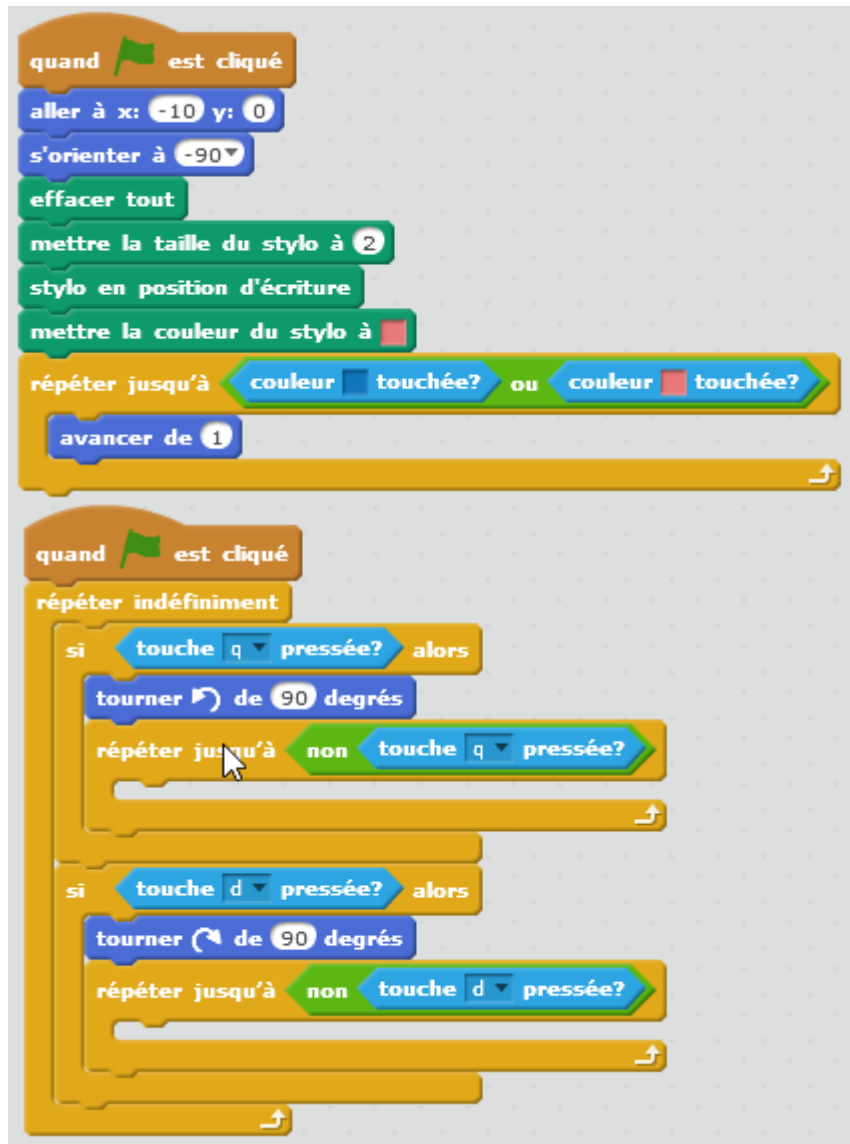 quand est cliqué
aller à x: -10 y: 0
s'orienter à -90
effacer tout
mettre la taille du stylo à 2
stylo en position d'écriture
mettre la couleur du stylo à
répéter jusqu'à couleur touchée? ou couleur touchée?
avancer de 1
quand est cliqué
répéter indéfiniment
si touche q pressée? alors
tourner de 90 degrés
répéter jusqu'à non touche q pressée?
si touche d pressée? alors
tourner de 90 degrés
répéter jusqu'à non touche d pressée?